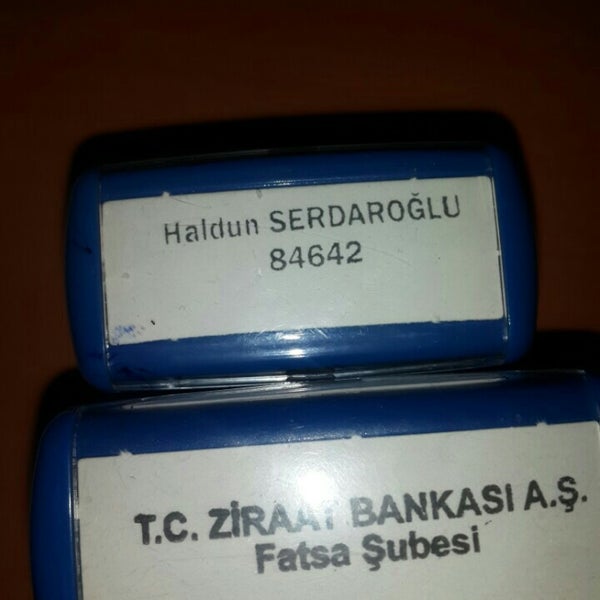 Haldun SERDAROĞLU
84642
T.C. ZİRAAT BANKASI A.Ş.
Fatsa Şubesi